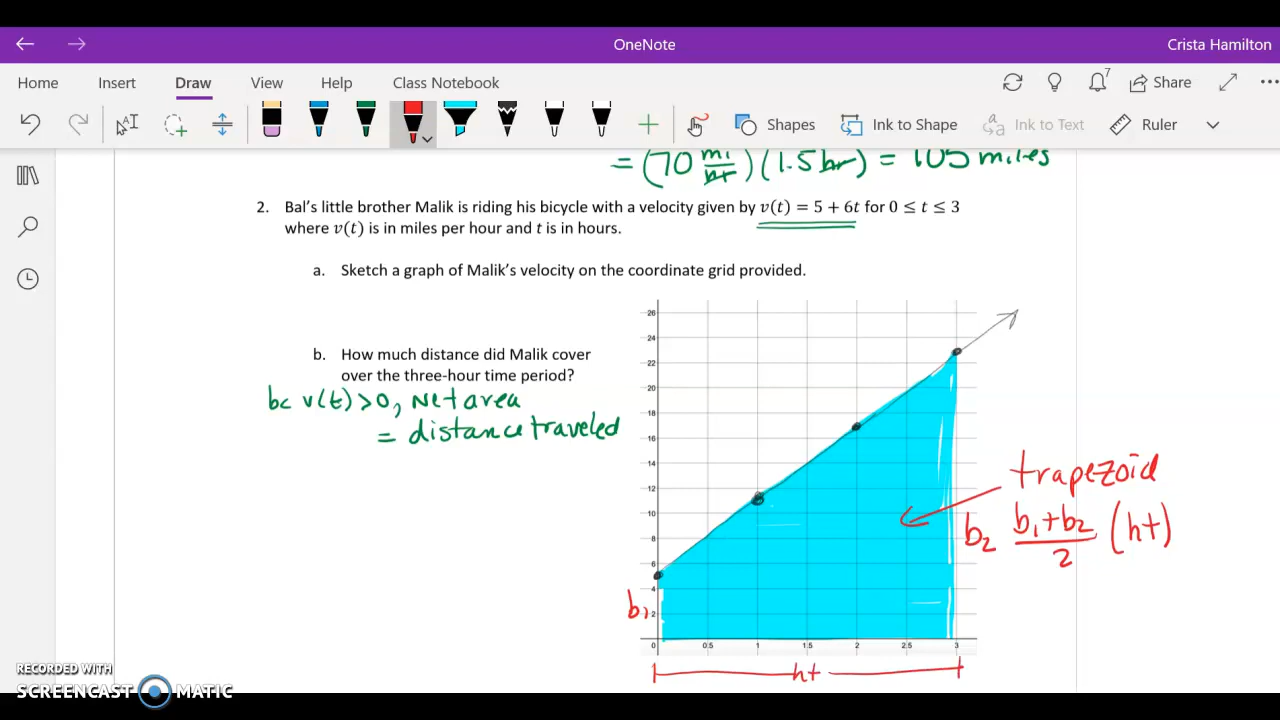 OneNote
Crista Hamilton
Home Insert Draw View Help Class Notebook
7
Share
Shapes Ink to Shape Ink to Text Ruler
= (70 mi/hr)(1.5 hr) = 105 miles
2. Bal's little brother Malik is riding his bicycle with a velocity given by v(t) = 5 + 6t for 0 ≤ t ≤ 3
where v(t) is in miles per hour and t is in hours.
a. Sketch a graph of Malik's velocity on the coordinate grid provided.
b. How much distance did Malik cover
over the three-hour time period?
bc v(t) > 0, Net area
= distance traveled
26
24
22
20
18
16
14
12
10
8
6
4
2
0 0.5 1 1.5 2 2.5 3
trapezoid
b₂ (b₁+b₂)/2 (ht)
b₁
ht
RECORDED WITH
SCREENCAST MATIC